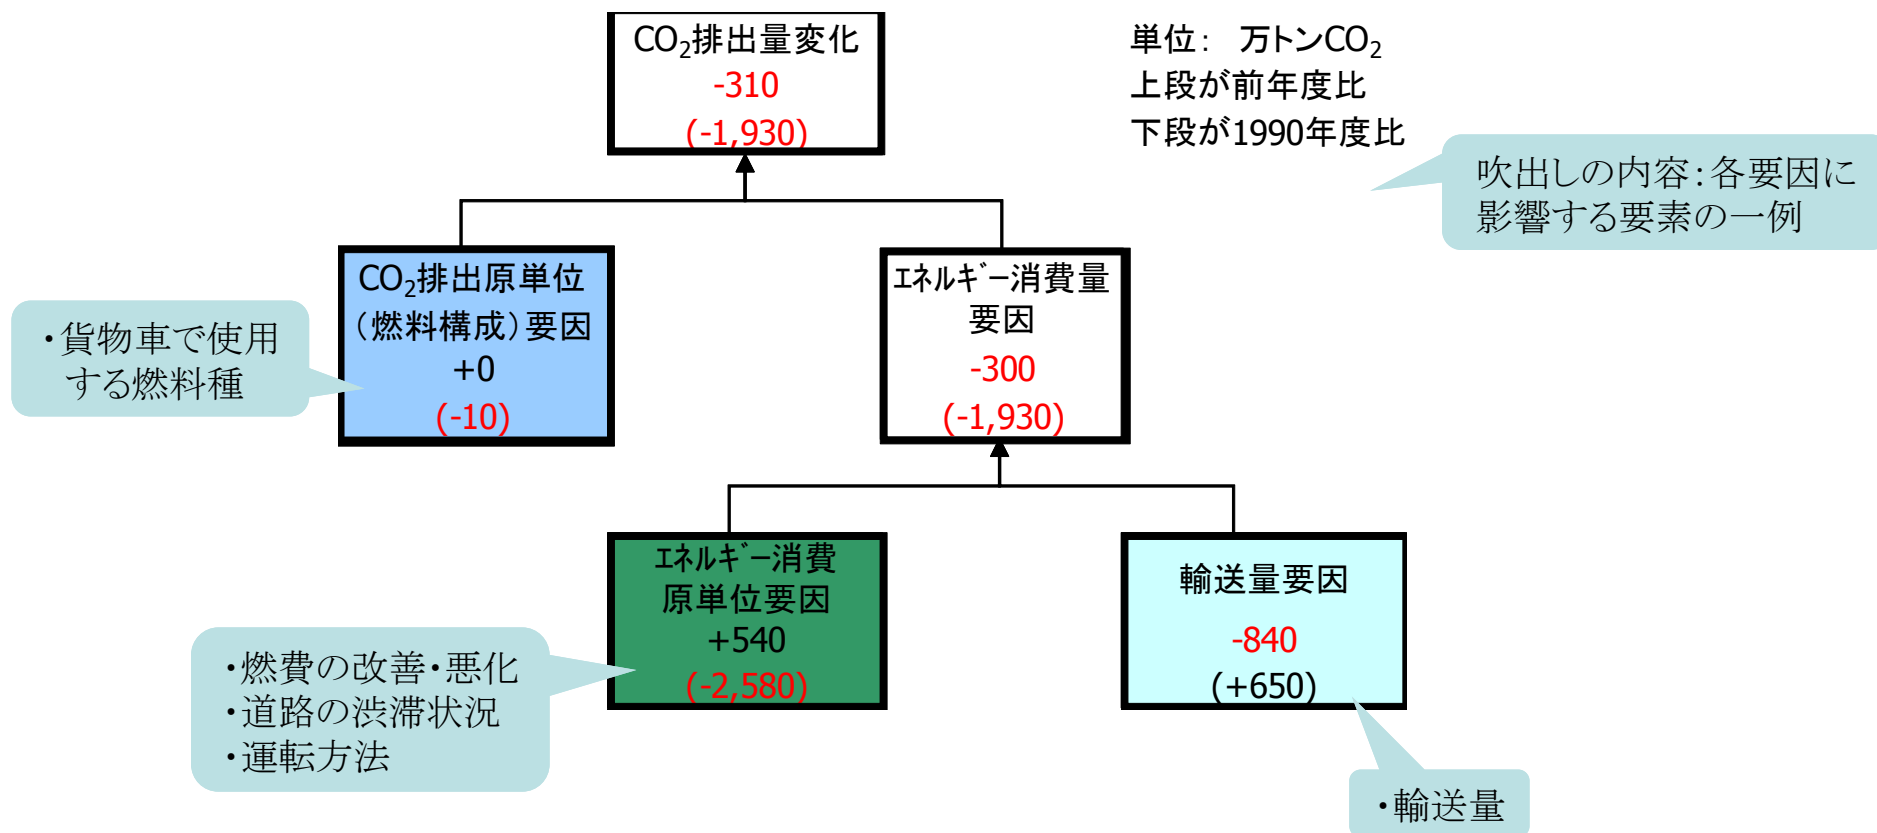 CO₂排出量変化
-310
(-1,930)
単位： 万トンCO₂
上段が前年度比
下段が1990年度比
吹出しの内容：各要因に
影響する要素の一例
CO₂排出原単位
（燃料構成）要因
+0
(-10)
・貨物車で使用
する燃料種
ｴﾈﾙｷﾞｰ消費量
要因
-300
(-1,930)
ｴﾈﾙｷﾞｰ消費
原単位要因
+540
(-2,580)
・燃費の改善・悪化
・道路の渋滞状況
・運転方法
輸送量要因
-840
(+650)
・輸送量